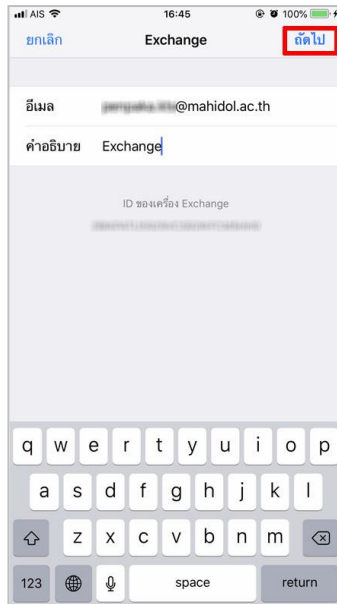 AIS 16:45 100%
ยกเลิก Exchange ถัดไป
อีเมล @mahidol.ac.th
คำอธิบาย Exchange
ID ของเครื่อง Exchange
q w e r t y u i o p
a s d f g h j k l
z x c v b n m
123 space return